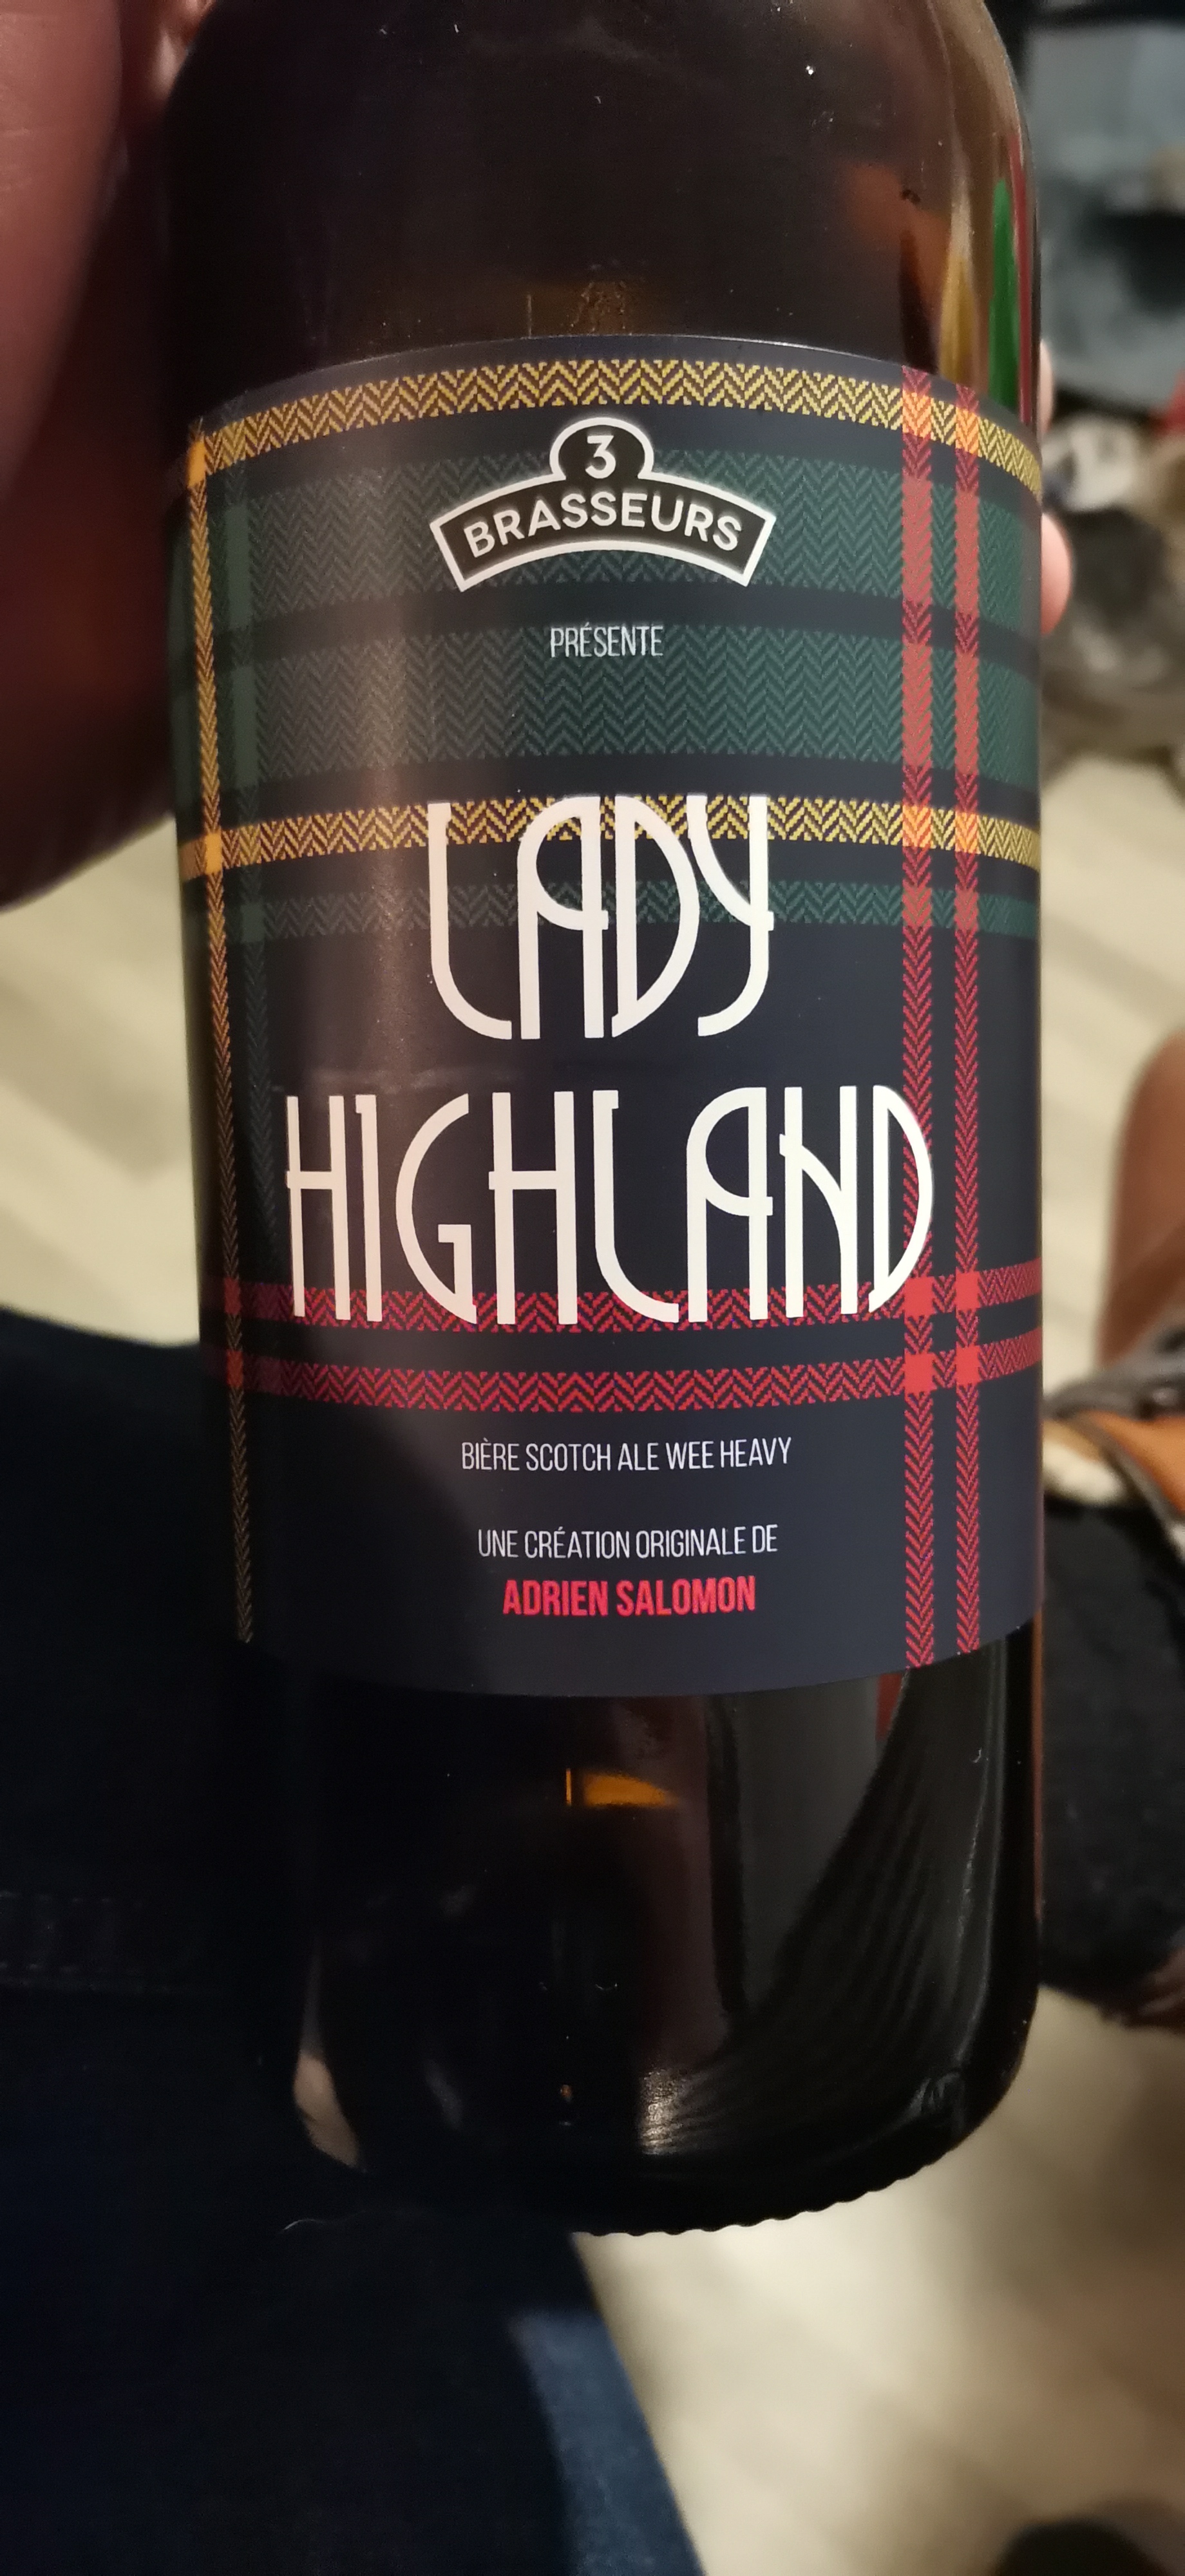 3
BRASSEURS
PRÉSENTE
LADY
HIGHLAND
BIÈRE SCOTCH ALE WEE HEAVY
UNE CRÉATION ORIGINALE DE
ADRIEN SALOMON